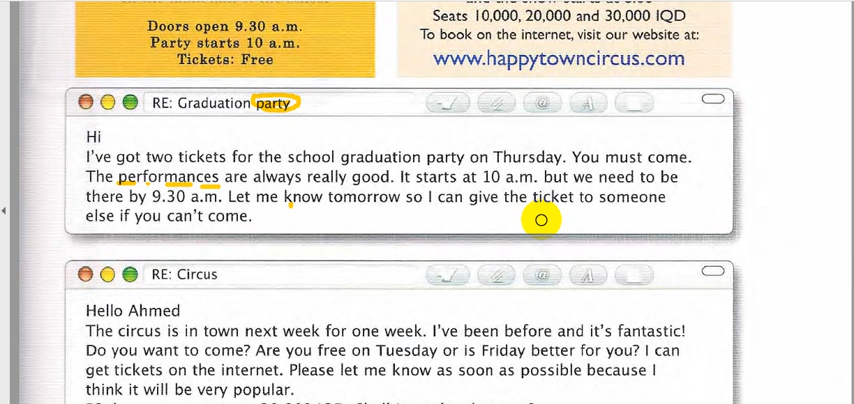 Doors open 9.30 a.m.
Party starts 10 a.m.
Tickets: Free
Seats 10,000, 20,000 and 30,000 IQD
To book on the internet, visit our website at:
www.happytowncircus.com
RE: Graduation party
Hi
I've got two tickets for the school graduation party on Thursday. You must come.
The performances are always really good. It starts at 10 a.m. but we need to be
there by 9.30 a.m. Let me know tomorrow so I can give the ticket to someone
else if you can't come.
RE: Circus
Hello Ahmed
The circus is in town next week for one week. I've been before and it's fantastic!
Do you want to come? Are you free on Tuesday or is Friday better for you? I can
get tickets on the internet. Please let me know as soon as possible because I
think it will be very popular.